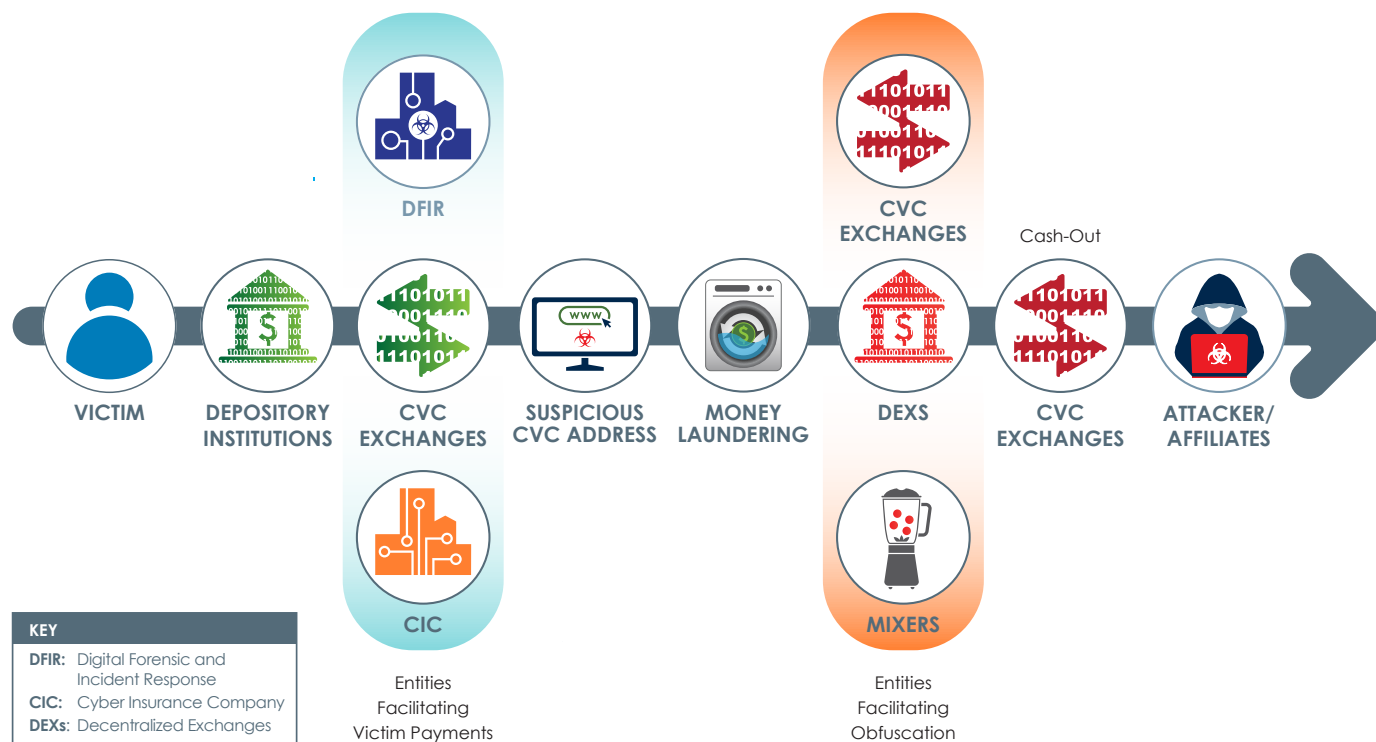 DFIR
CVC
EXCHANGES
Cash-Out
www
VICTIM
DEPOSITORY
INSTITUTIONS
CVC
EXCHANGES
SUSPICIOUS
CVC ADDRESS
MONEY
LAUNDERING
DEXS
CVC
EXCHANGES
ATTACKER/
AFFILIATES
CIC
MIXERS
Entities
Facilitating
Victim Payments
Entities
Facilitating
Obfuscation
KEY
DFIR: Digital Forensic and
Incident Response
CIC: Cyber Insurance Company
DEXs: Decentralized Exchanges